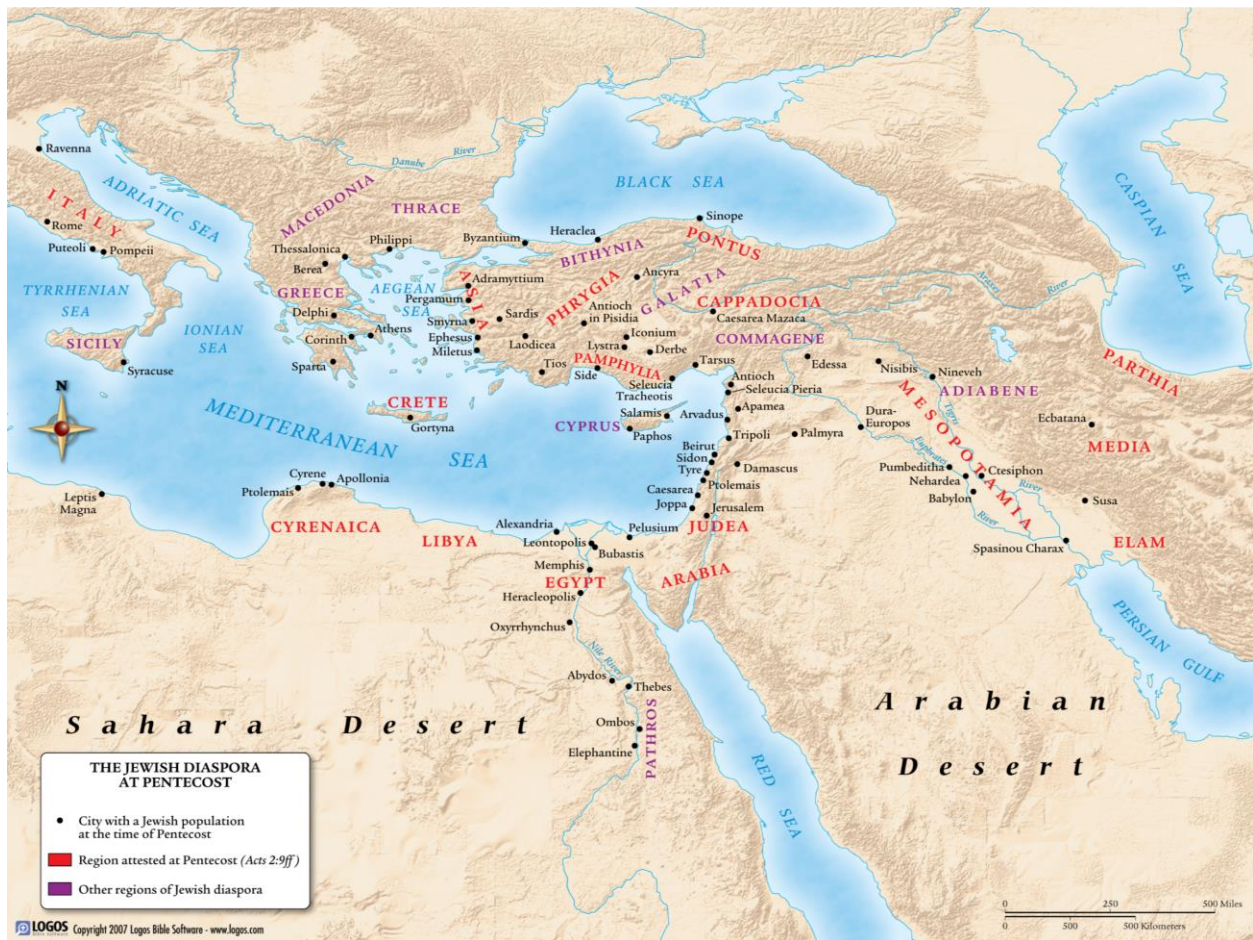 Ravenna
ITALY
Rome
Puteoli
Pompeii
ADRIATIC SEA
TYRRHENIAN
SEA
IONIAN
SEA
SICILY
Syracuse
Danube River
MACEDONIA
THRACE
Thessalonica
Philippi
Berea
GREECE
AEGEAN
SEA
Delphi
Corinth
Athens
Sparta
CRETE
Gortyna
MEDITERRANEAN SEA
BLACK SEA
Byzantium
Heraclea
Sinope
BITHYNIA
PONTUS
ASIA
Adramyttium
Pergamum
Smyrna
Sardis
Ephesus
Miletus
Laodicea
PHRYGIA
Ancyra
GALATIA
Antioch
in Pisidia
CAPPADOCIA
Caesarea Mazaca
Iconium
Lystra
Derbe
COMMAGENE
Tios
PAMPHYLIA
Side
Seleucia
Tracheotis
Tarsus
Antioch
Seleucia Pieria
CYPRUS
Salamis
Paphos
Arvadus
Apamea
Tripoli
Palmyra
Beirut
Sidon
Tyre
Damascus
Ptolemais
Caesarea
Joppa
Jerusalem
JUDEA
Edessa
Nisibis
Nineveh
ADIABENE
MESOPOTAMIA
Tigris
River
Dura-
Europos
Euphrates
River
Pumbeditha
Nehardea
Babylon
Ctesiphon
Spasinou Charax
Araxes River
CASPIAN
SEA
PARTHIA
Ecbatana
MEDIA
Susa
ELAM
PERSIAN GULF
N
Leptis
Magna
Ptolemais
Cyrene
Apollonia
CYRENAICA
LIBYA
Alexandria
Leontopolis
Pelusium
Bubastis
Memphis
EGYPT
ARABIA
Heracleopolis
Oxyrrhynchus
Nile River
Abydos
Thebes
Ombos
Elephantine
PATHROS
RED SEA
Sahara Desert
Arabian
Desert
THE JEWISH DIASPORA
AT PENTECOST
City with a Jewish population
at the time of Pentecost
Region attested at Pentecost (Acts 2:9ff)
Other regions of Jewish diaspora
0 250 500 Miles
0 500 500 Kilometers
LOGOS
Bible Software
Copyright 2007 Logos Bible Software - www.logos.com